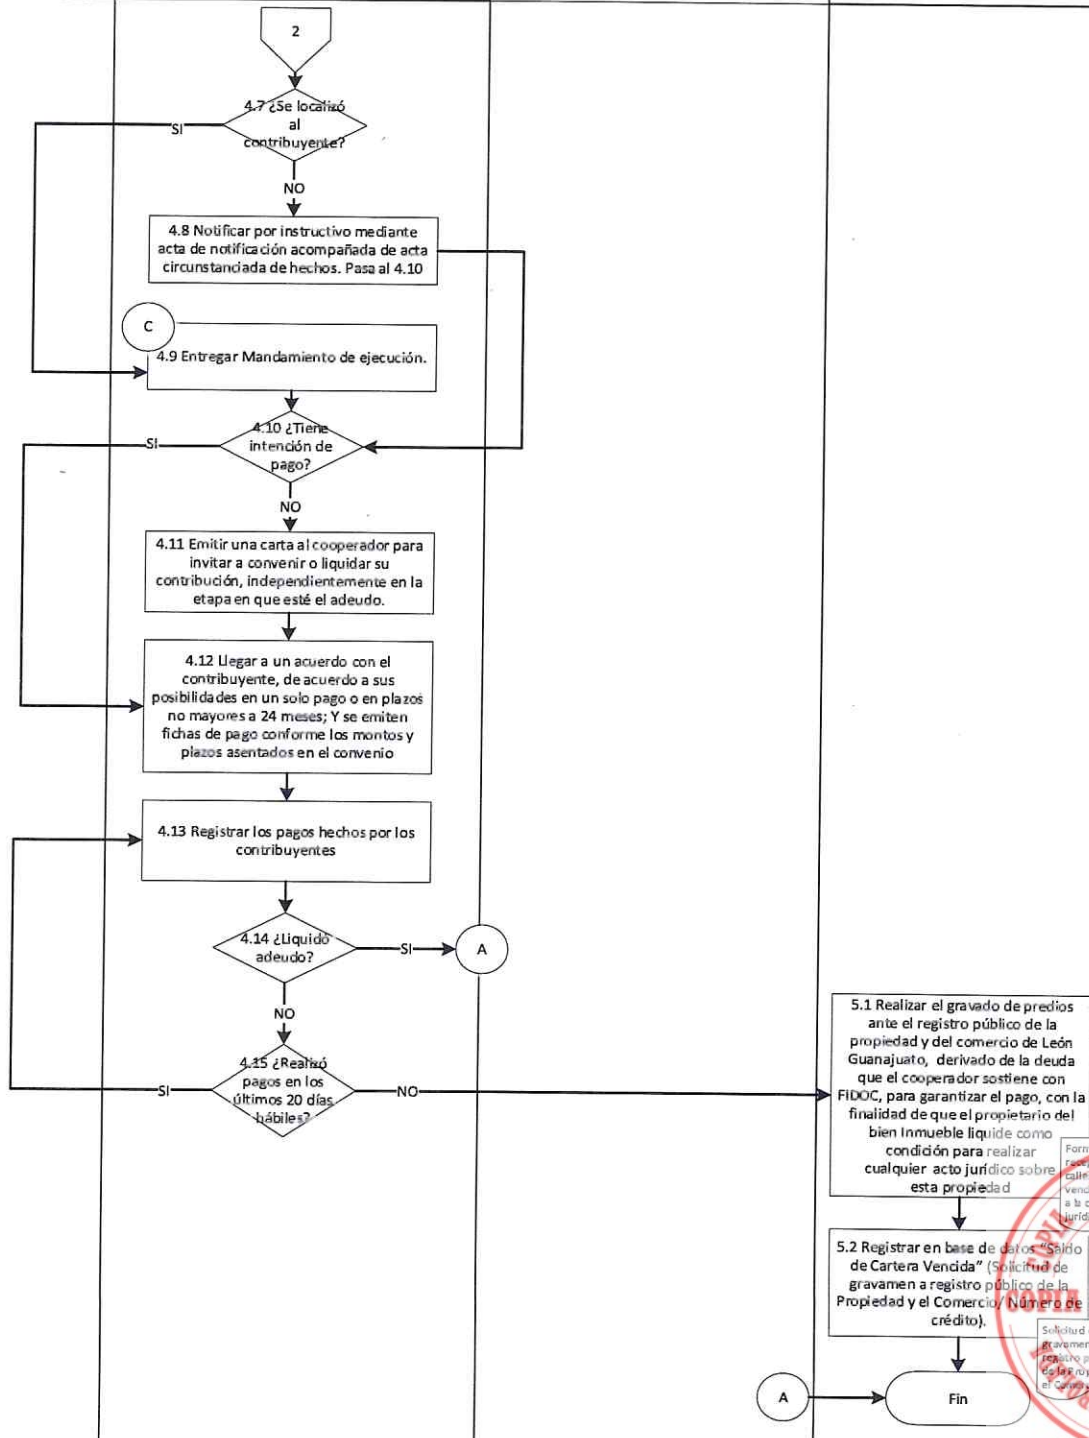 2
4.7 ¿Se localizó
al
contribuyente?
SI
NO
4.8 Notificar por instructivo mediante
acta de notificación acompañada de acta
circunstanciada de hechos. Pasa al 4.10
C
4.9 Entregar Mandamiento de ejecución.
4.10 ¿Tiene
intención de
pago?
SI
NO
4.11 Emitir una carta al cooperador para
invitar a convenir o liquidar su
contribución, independientemente en la
etapa en que esté el adeudo.
4.12 Llegar a un acuerdo con el
contribuyente, de acuerdo a sus
posibilidades en un solo pago o en plazos
no mayores a 24 meses; Y se emiten
fichas de pago conforme los montos y
plazos asentados en el convenio
4.13 Registrar los pagos hechos por los
contribuyentes
4.14 ¿Liquidó
adeudo?
SI
A
NO
4.15 ¿Realizó
pagos en los
últimos 20 días
hábiles?
SI
NO
5.1 Realizar el gravado de predios
ante el registro público de la
propiedad y del comercio de León
Guanajuato, derivado de la deuda
que el cooperador sostiene con
FIDOC, para garantizar el pago, con la
finalidad de que el propietario del
bien Inmueble liquide como
condición para realizar
cualquier acto jurídico sobre
esta propiedad
5.2 Registrar en base de datos "Saldo
de Cartera Vencida" (Solicitud de
gravamen a registro público de la
Propiedad y el Comercio/ Número de
crédito).
Solicitud
gravamen
registro
de la
el
COPIA
COPIA
A
Fin